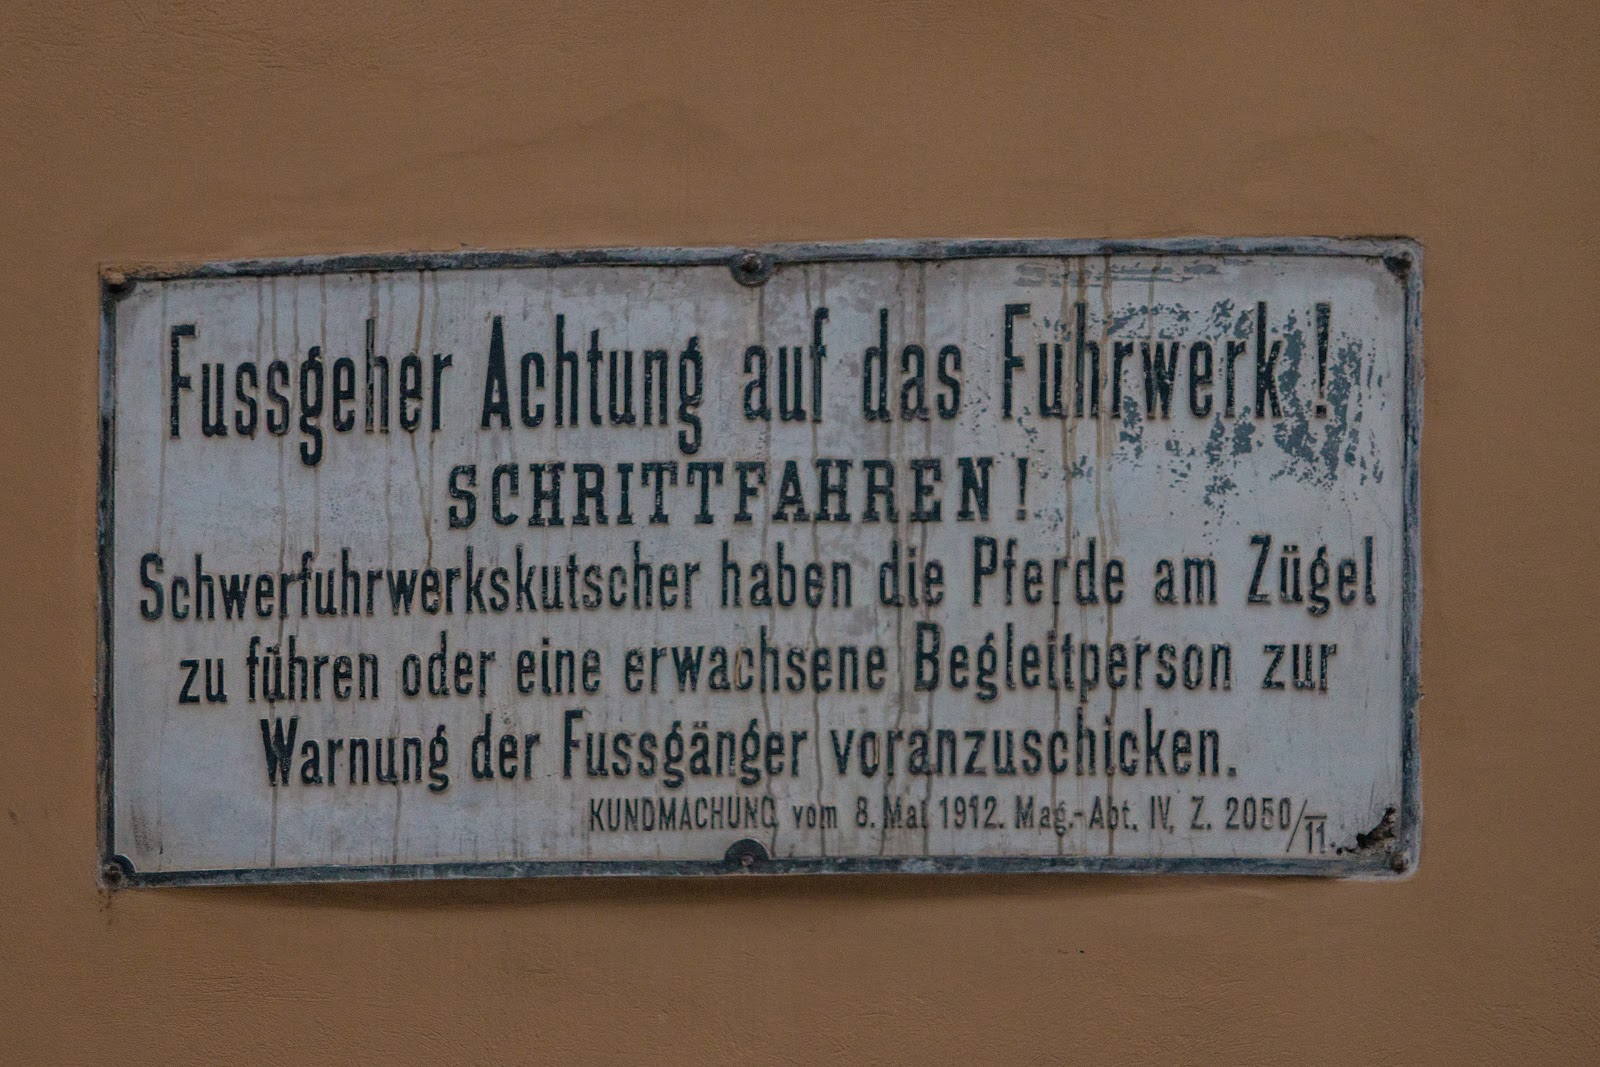 Fussgeher Achtung auf das Fuhrwerk!
SCHRITTFAHREN!
Schwerfuhrwerkskutscher haben die Pferde am Zügel
zu führen oder eine erwachsene Begleitperson zur
Warnung der Fussgänger voranzuschicken.
KUNDMACHUNG vom 8. Mai 1912. Mag.-Abt. IV, Z. 2050/11.